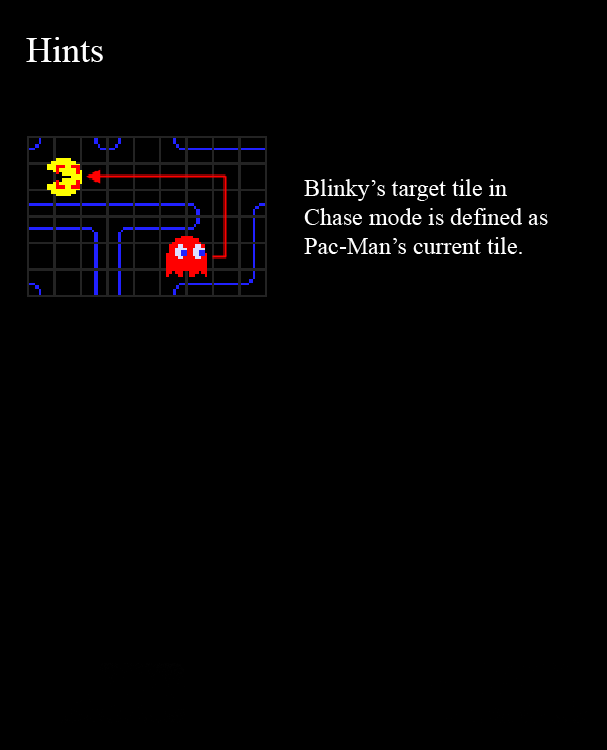 Hints
Blinky’s target tile in
Chase mode is defined as
Pac-Man’s current tile.